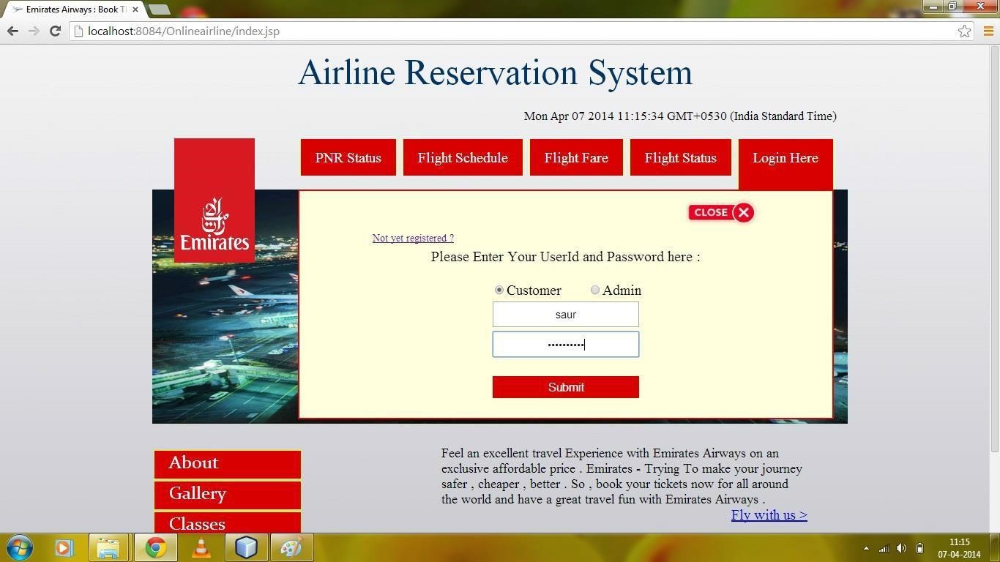 Emirates Airways : Book T
localhost:8084/Onlineairline/index.jsp
Airline Reservation System
Mon Apr 07 2014 11:15:34 GMT+0530 (India Standard Time)
PNR Status
Flight Schedule
Flight Fare
Flight Status
Login Here
Emirates
CLOSE
Not yet registered ?
Please Enter Your UserId and Password here :
Customer
Admin
saur
••••••••••
Submit
About
Gallery
Classes
Feel an excellent travel Experience with Emirates Airways on an
exclusive affordable price . Emirates - Trying To make your journey
safer , cheaper , better . So , book your tickets now for all around
the world and have a great travel fun with Emirates Airways .
Fly with us >
11:15
07-04-2014